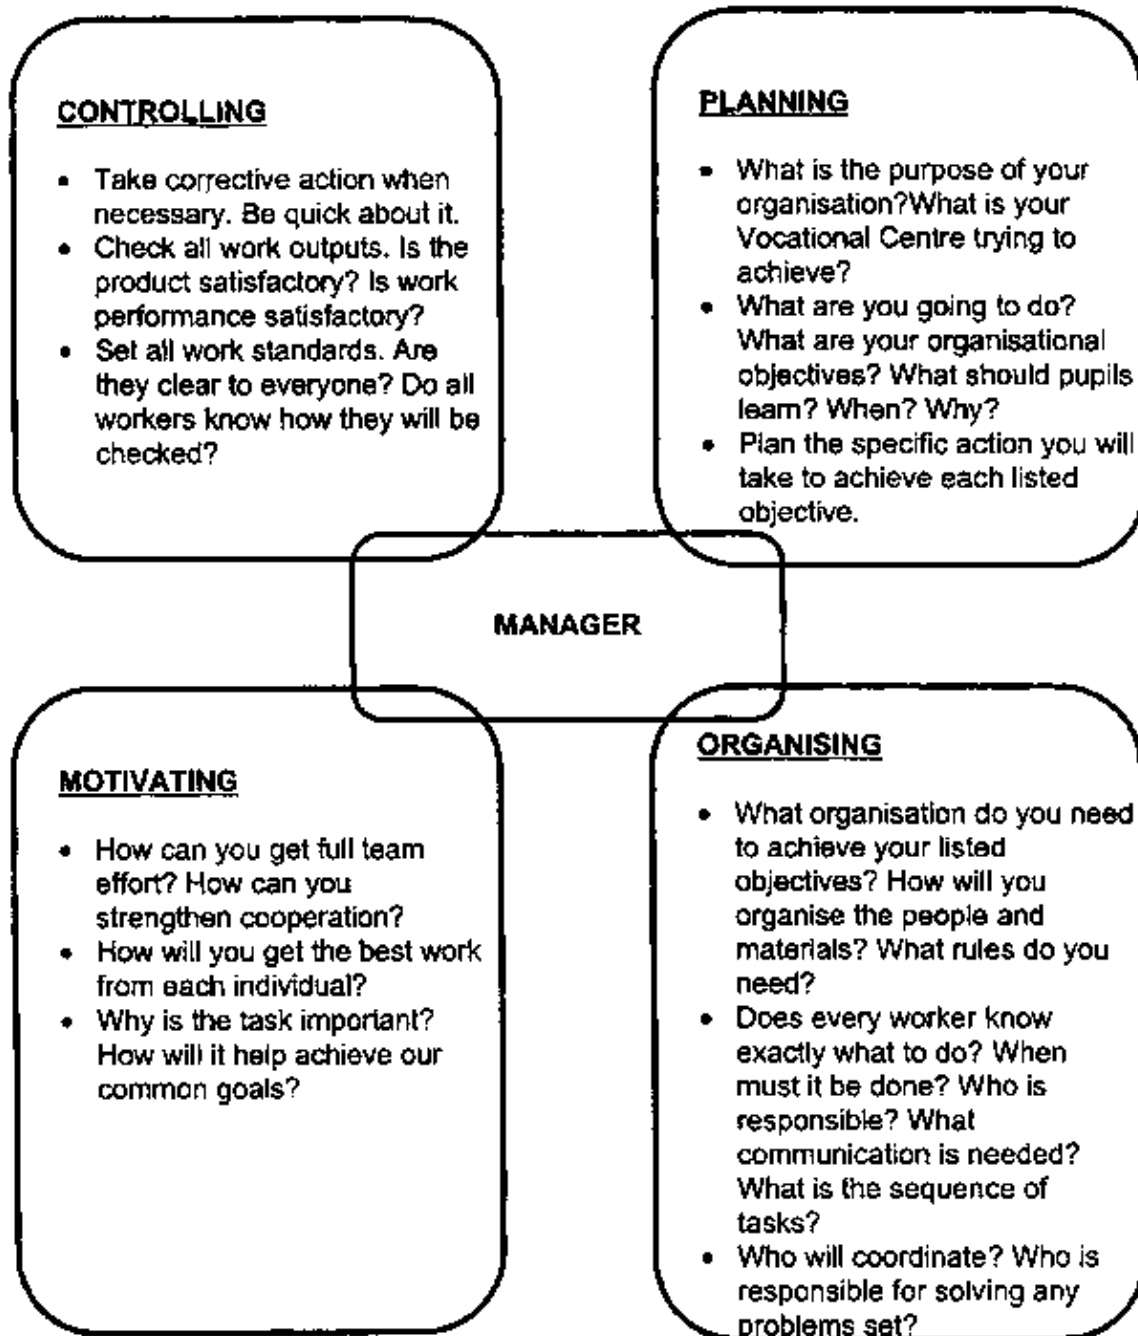 CONTROLLING
• Take corrective action when
necessary. Be quick about it.
• Check all work outputs. Is the
product satisfactory? Is work
performance satisfactory?
• Set all work standards. Are
they clear to everyone? Do all
workers know how they will be
checked?
PLANNING
• What is the purpose of your
organisation?What is your
Vocational Centre trying to
achieve?
• What are you going to do?
What are your organisational
objectives? What should pupils
learn? When? Why?
• Plan the specific action you will
take to achieve each listed
objective.
MANAGER
MOTIVATING
• How can you get full team
effort? How can you
strengthen cooperation?
• How will you get the best work
from each individual?
• Why is the task important?
How will it help achieve our
common goals?
ORGANISING
• What organisation do you need
to achieve your listed
objectives? How will you
organise the people and
materials? What rules do you
need?
• Does every worker know
exactly what to do? When
must it be done? Who is
responsible? What
communication is needed?
What is the sequence of
tasks?
• Who will coordinate? Who is
responsible for solving any
problems set?